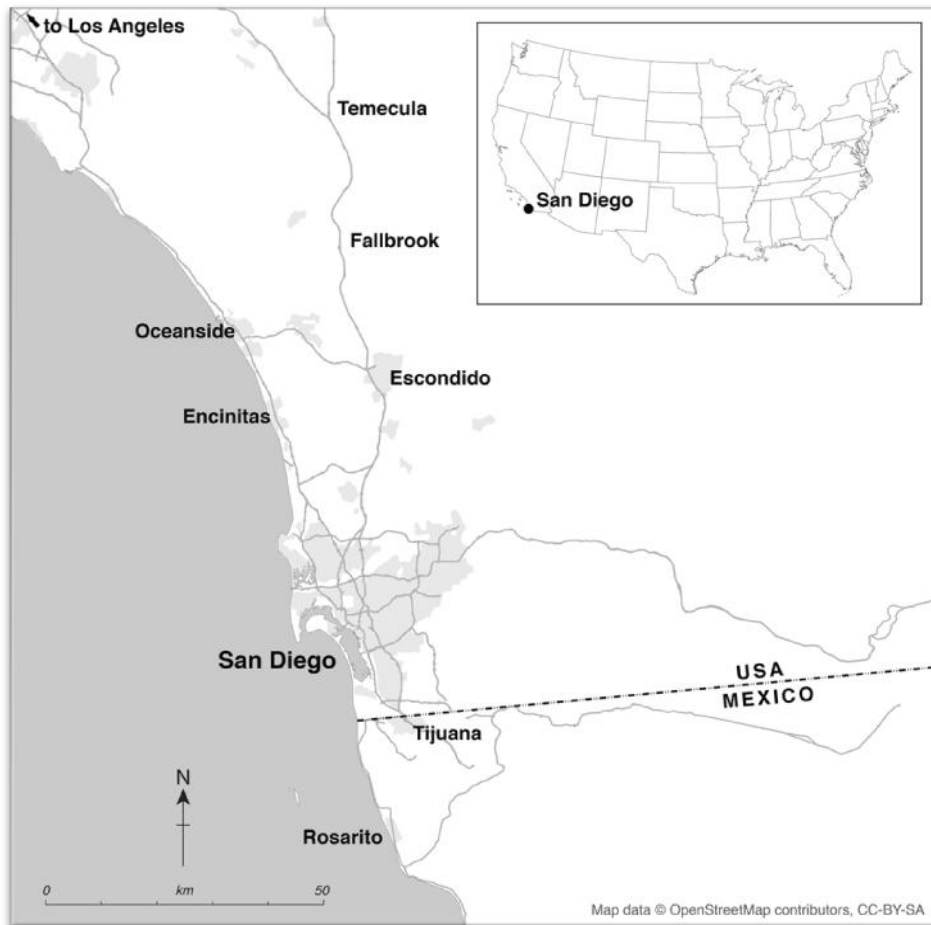 to Los Angeles
Temecula
San Diego
Fallbrook
Oceanside
Escondido
Encinitas
San Diego
USA
MEXICO
Tijuana
N
Rosarito
0 km 50
Map data © OpenStreetMap contributors, CC-BY-SA